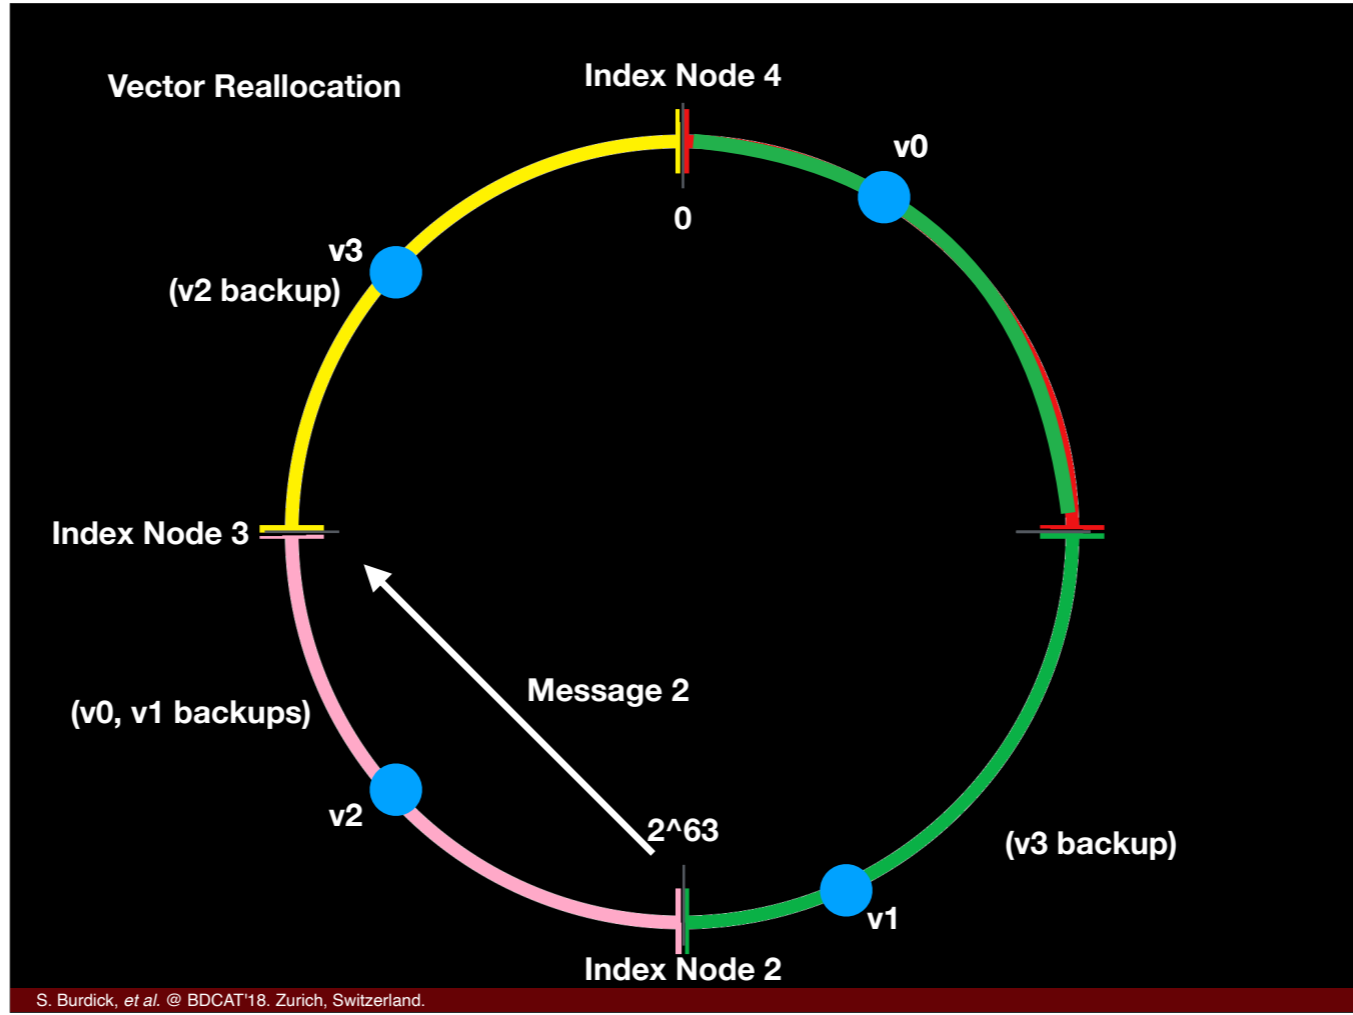 Vector Reallocation
Index Node 4
v0
0
v3
(v2 backup)
Index Node 3
Message 2
(v0, v1 backups)
v2
2^63
(v3 backup)
v1
Index Node 2
S. Burdick, et al. @ BDCAT'18. Zurich, Switzerland.